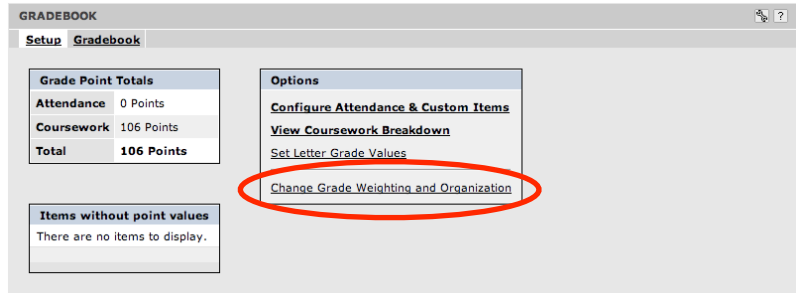 GRADEBOOK ?
Setup Gradebook
Grade Point Totals
Attendance 0 Points
Coursework 106 Points
Total 106 Points
Items without point values
There are no items to display.
Options
Configure Attendance & Custom Items
View Coursework Breakdown
Set Letter Grade Values
Change Grade Weighting and Organization